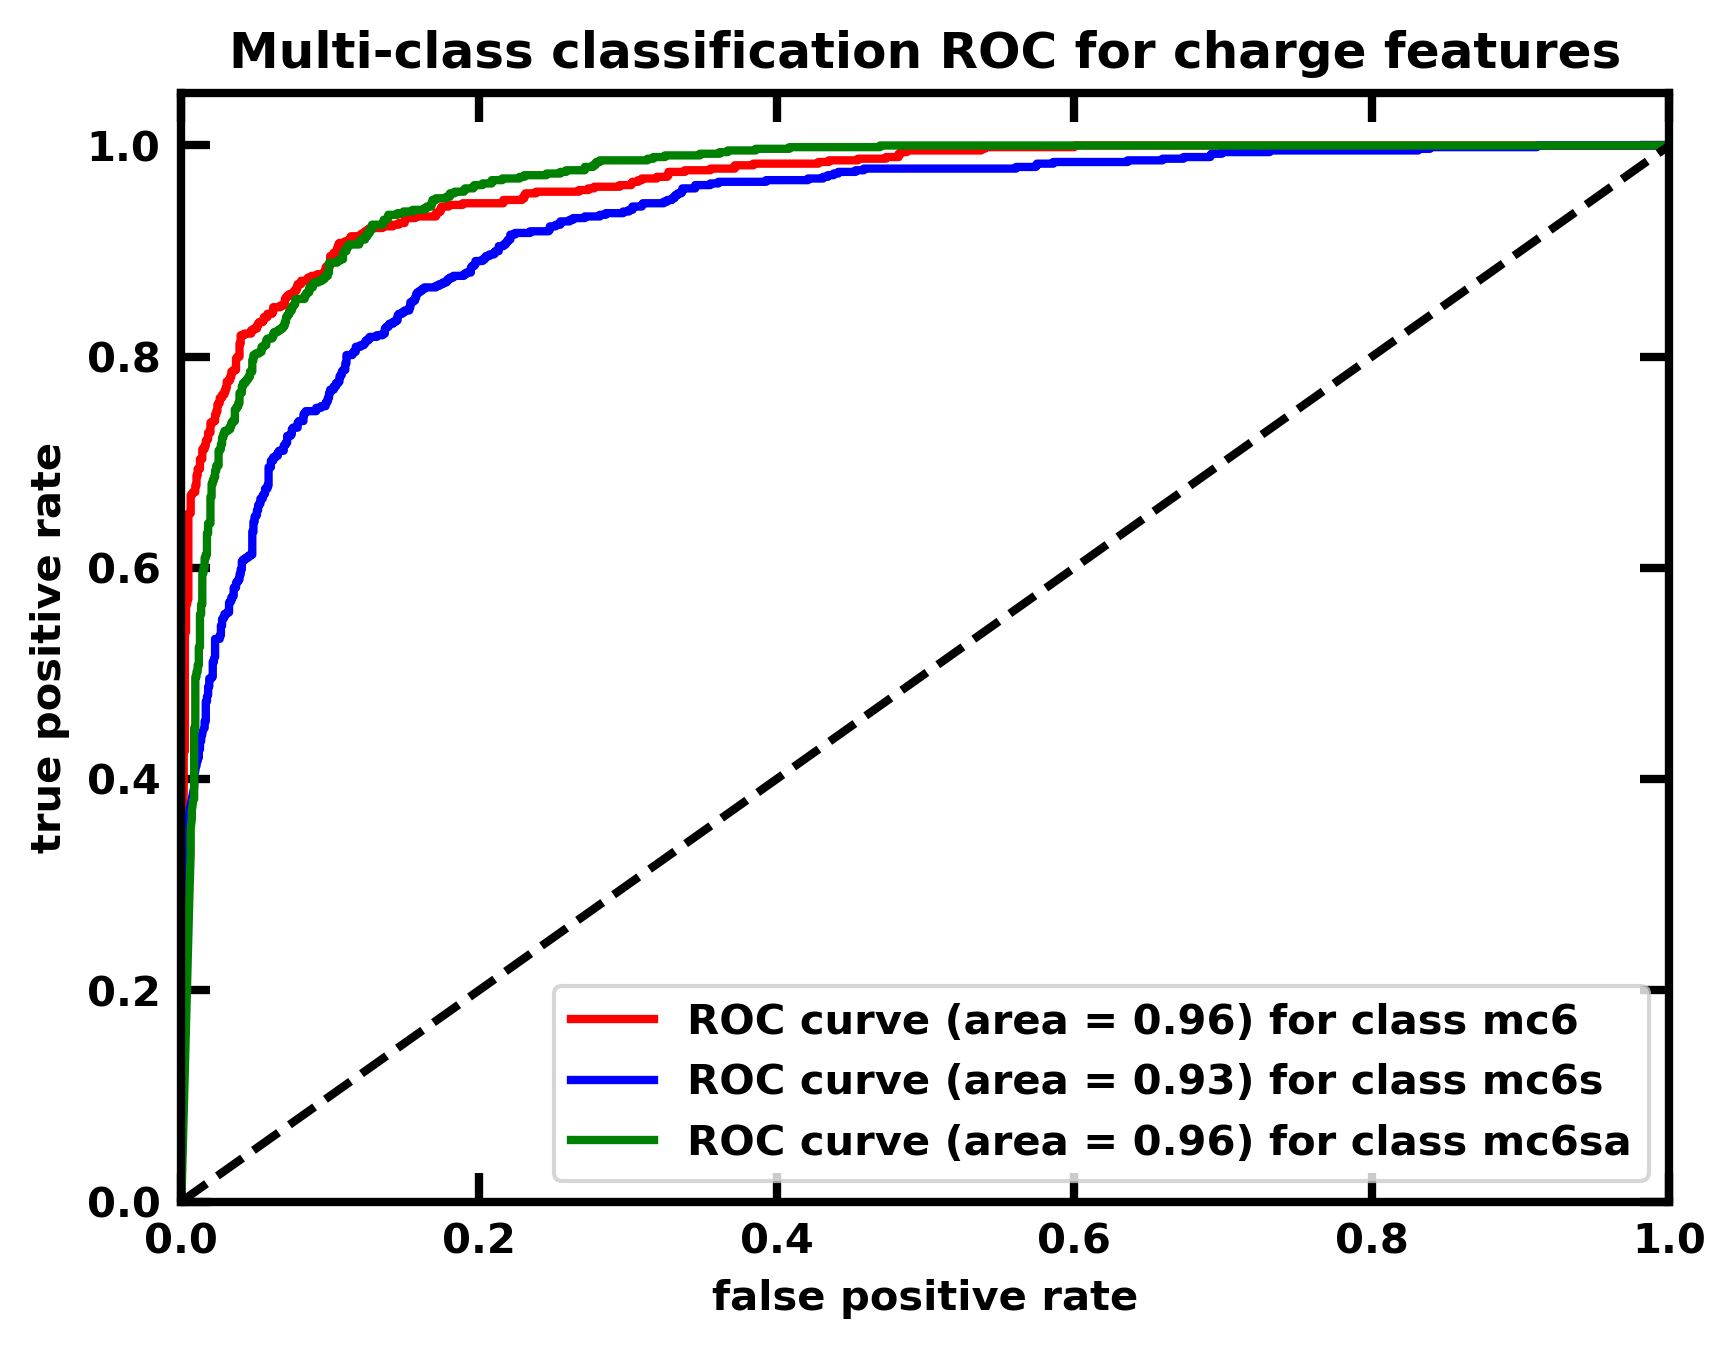 Multi-class classification ROC for charge features
true positive rate
1.0
0.8
0.6
0.4
0.2
0.0
ROC curve (area = 0.96) for class mc6
ROC curve (area = 0.93) for class mc6s
ROC curve (area = 0.96) for class mc6sa
0.0 0.2 0.4 0.6 0.8 1.0
false positive rate